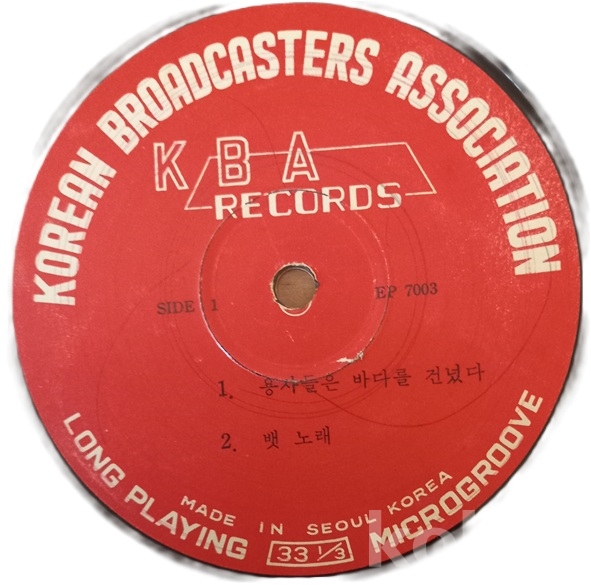 KOREAN BROADCASTERS ASSOCIATION
KBA
RECORDS
SIDE 1
EP 7003
1. 용사들은 바다를 건넜다
2. 뱃 노래
MADE IN SEOUL KOREA
LONG PLAYING 33 1/3 MICROGROOVE